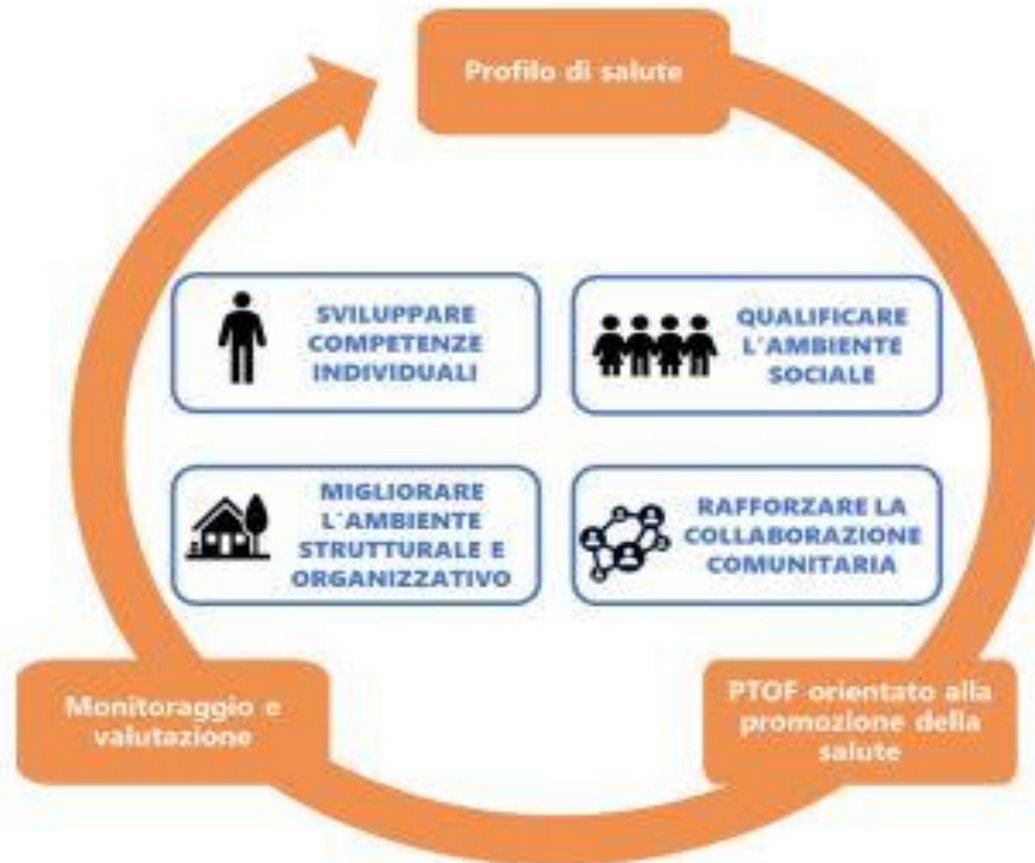 Profilo di salute
SVILUPPARE
COMPETENZE
INDIVIDUALI
QUALIFICARE
L'AMBIENTE
SOCIALE
MIGLIORARE
L'AMBIENTE
STRUTTURALE E
ORGANIZZATIVO
RAFFORZARE LA
COLLABORAZIONE
COMUNITARIA
Monitoraggio e
valutazione
PTOF orientato alla
promozione della
salute